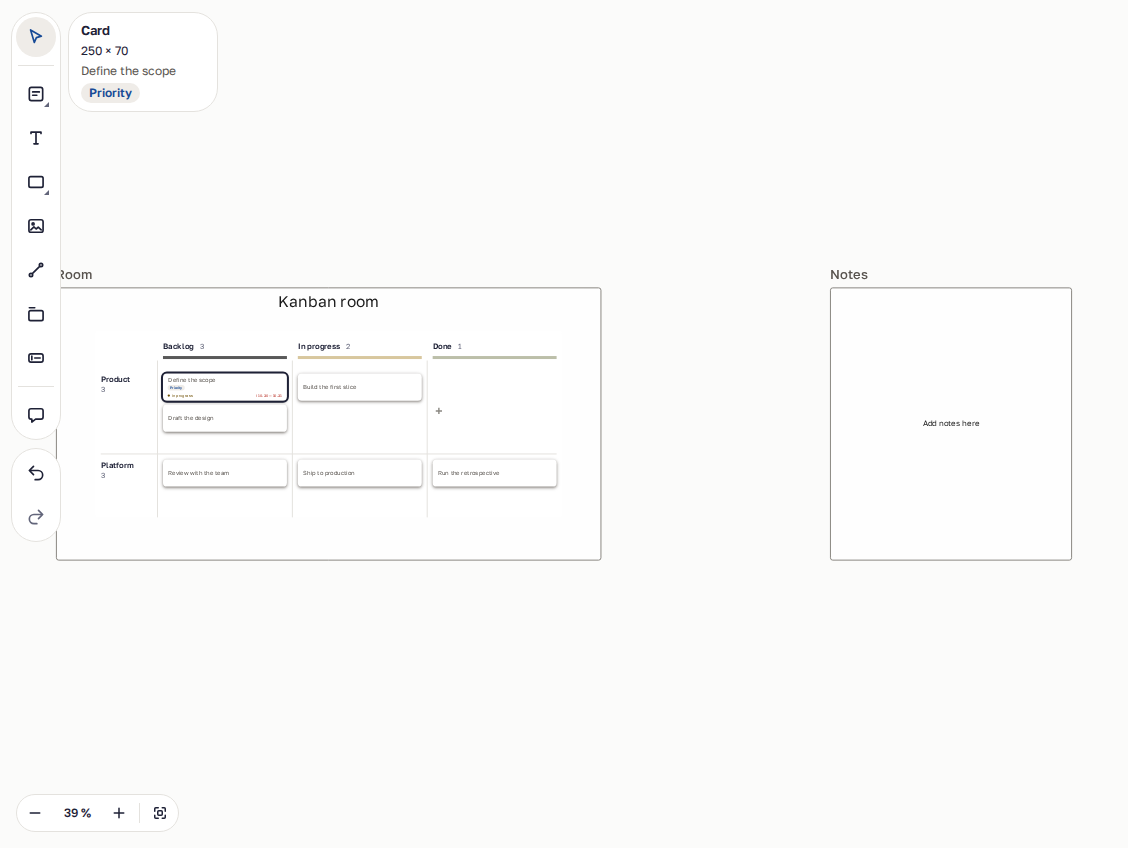 Card
250 × 70
Define the scope
Priority
Room
Notes
Kanban room
Backlog 3
In progress 2
Done 1
Product
3
Define the scope
Priority
In progress
Build the first slice
Draft the design
Platform
3
Review with the team
Ship to production
Run the retrospective
Add notes here
39 %